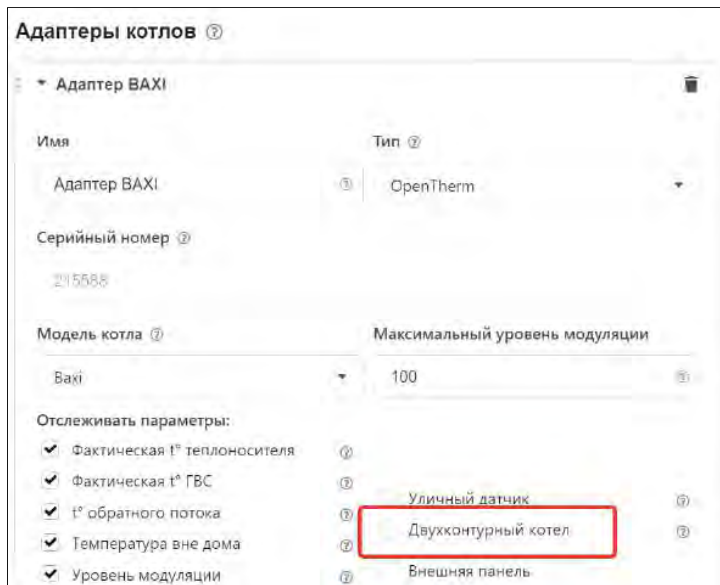 Адаптеры котлов
Адаптер BAXI
Имя
Тип
Адаптер BAXI
OpenTherm
Серийный номер
215588
Модель котла
Максимальный уровень модуляции
Baxi
100
Отслеживать параметры:
Фактическая t° теплоносителя
Фактическая t° ГВС
Уличный датчик
t° обратного потока
Двухконтурный котел
Температура вне дома
Уровень модуляции
Внешняя панель